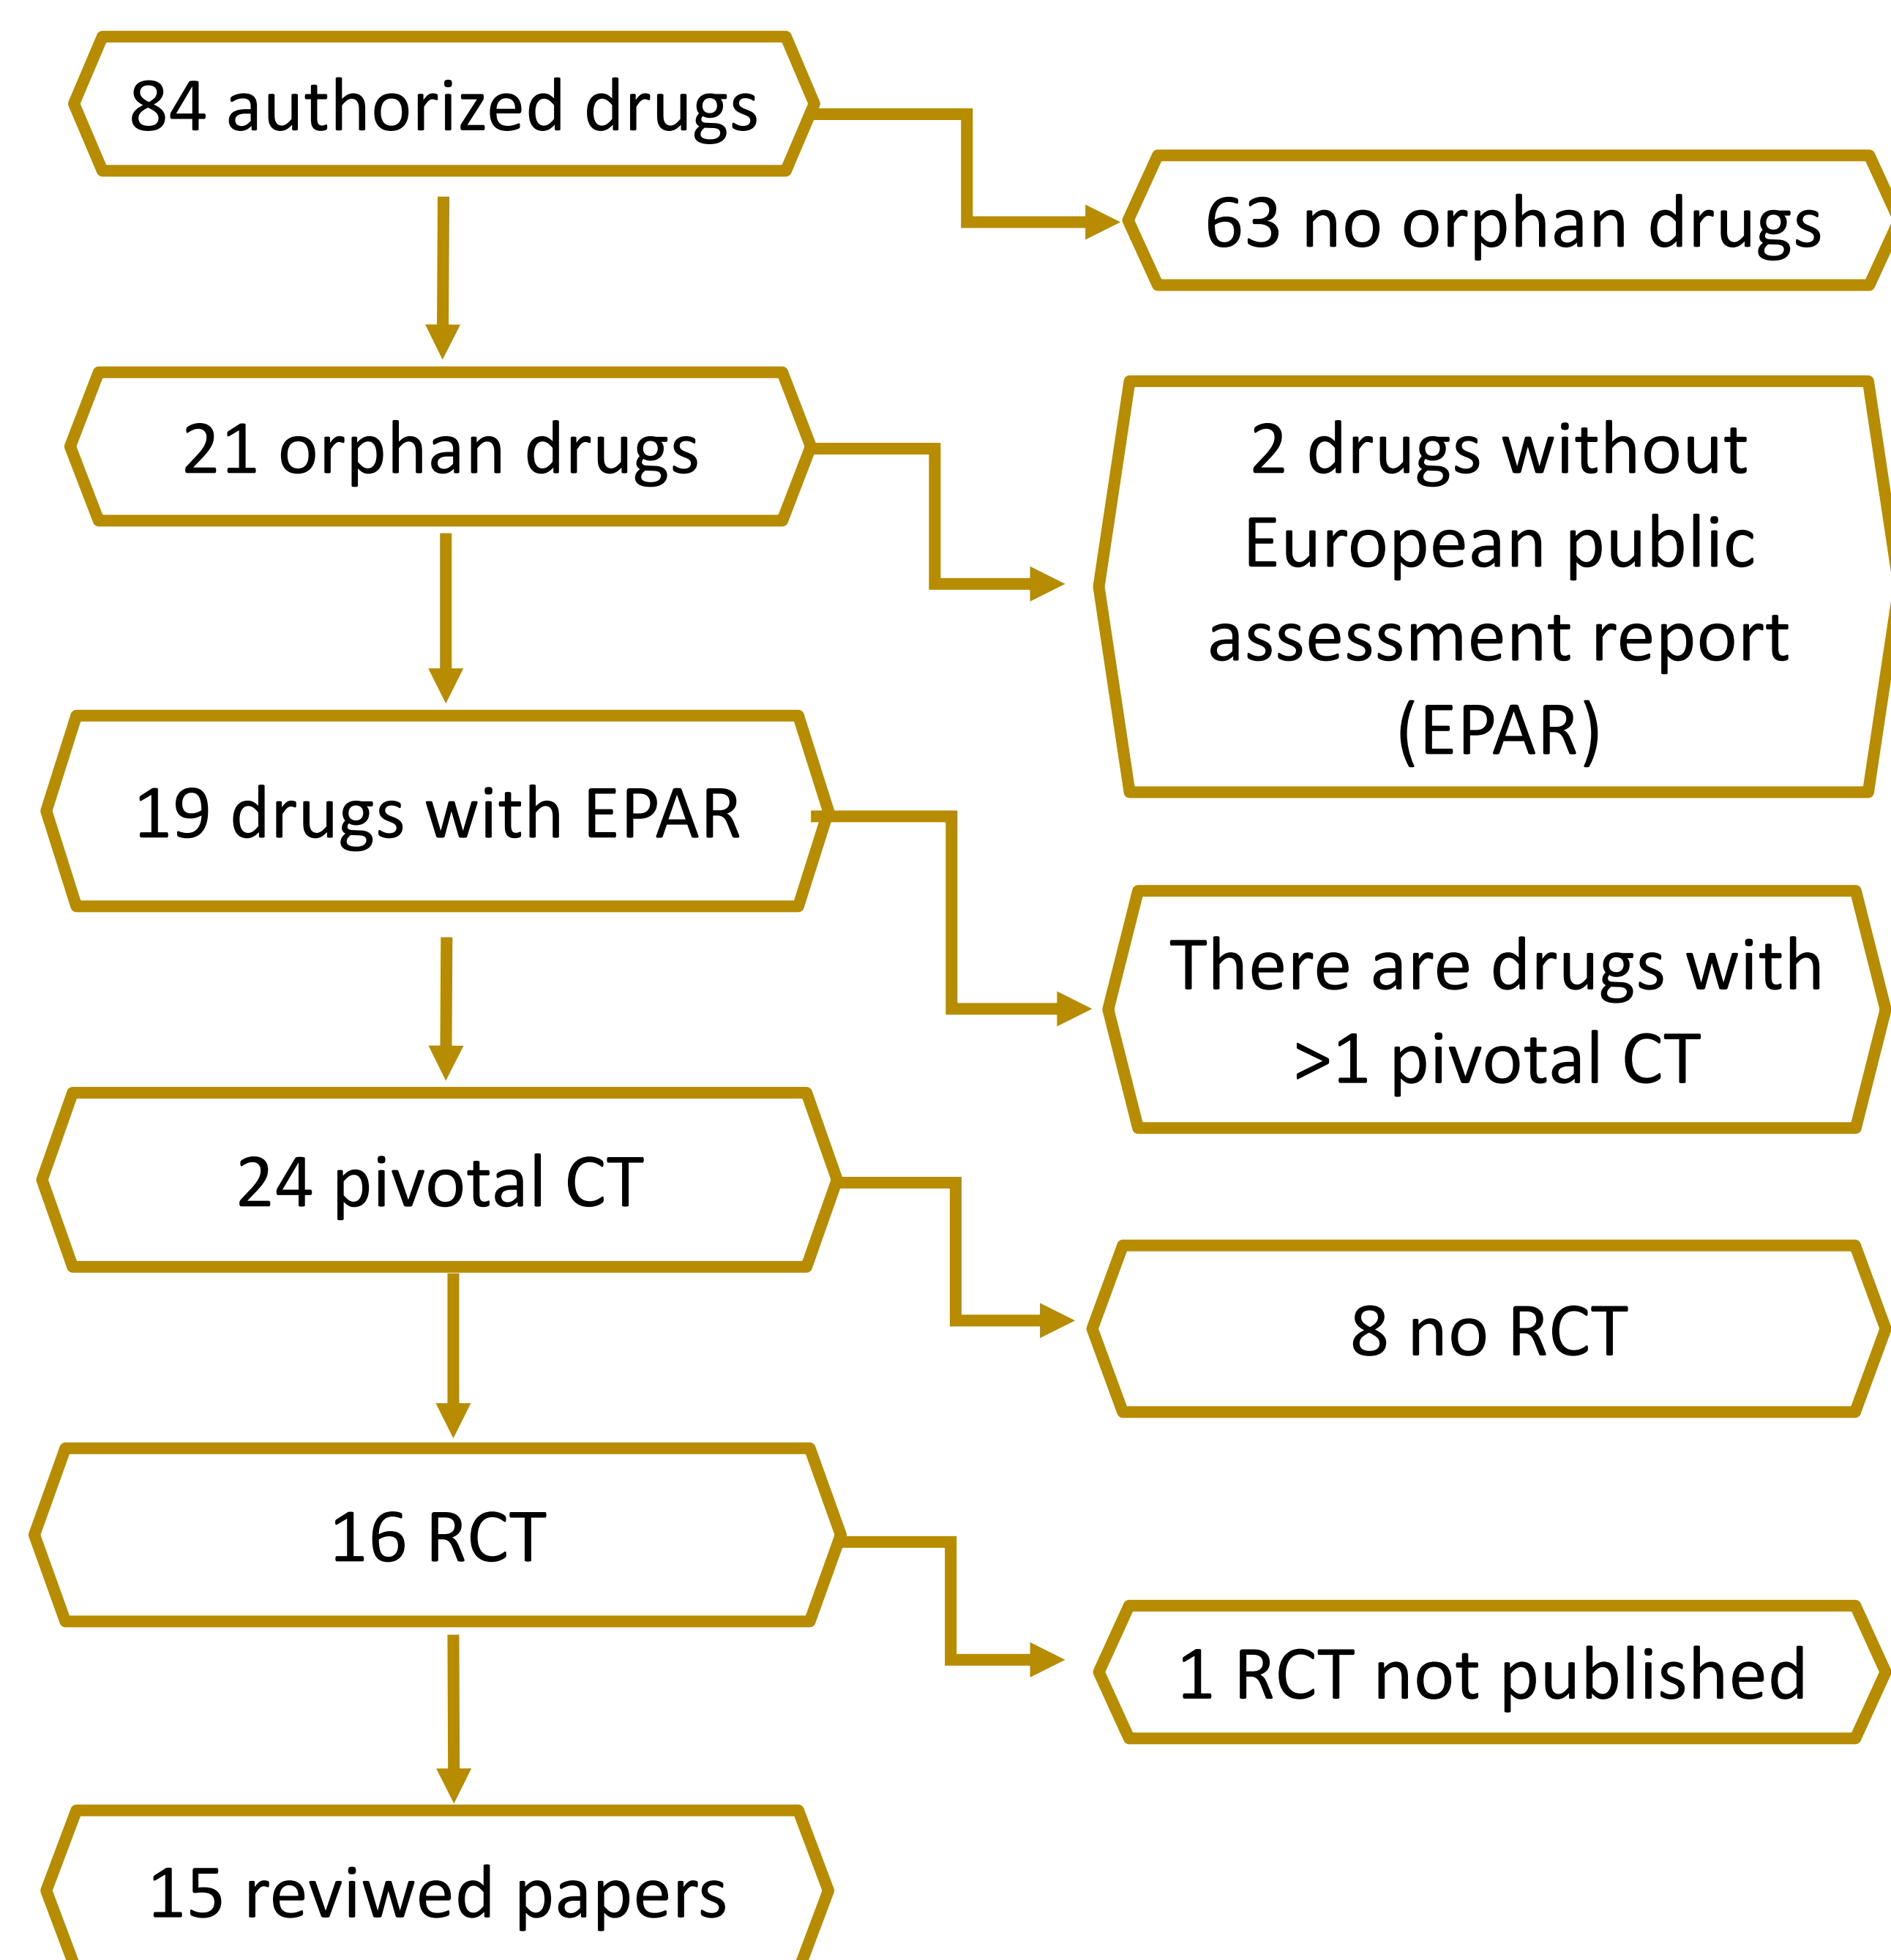 84 authorized drugs
63 no orphan drugs
21 orphan drugs
2 drugs without
European public
assessment report
(EPAR)
19 drugs with EPAR
There are drugs with
>1 pivotal CT
24 pivotal CT
8 no RCT
16 RCT
1 RCT not published
15 reviwed papers